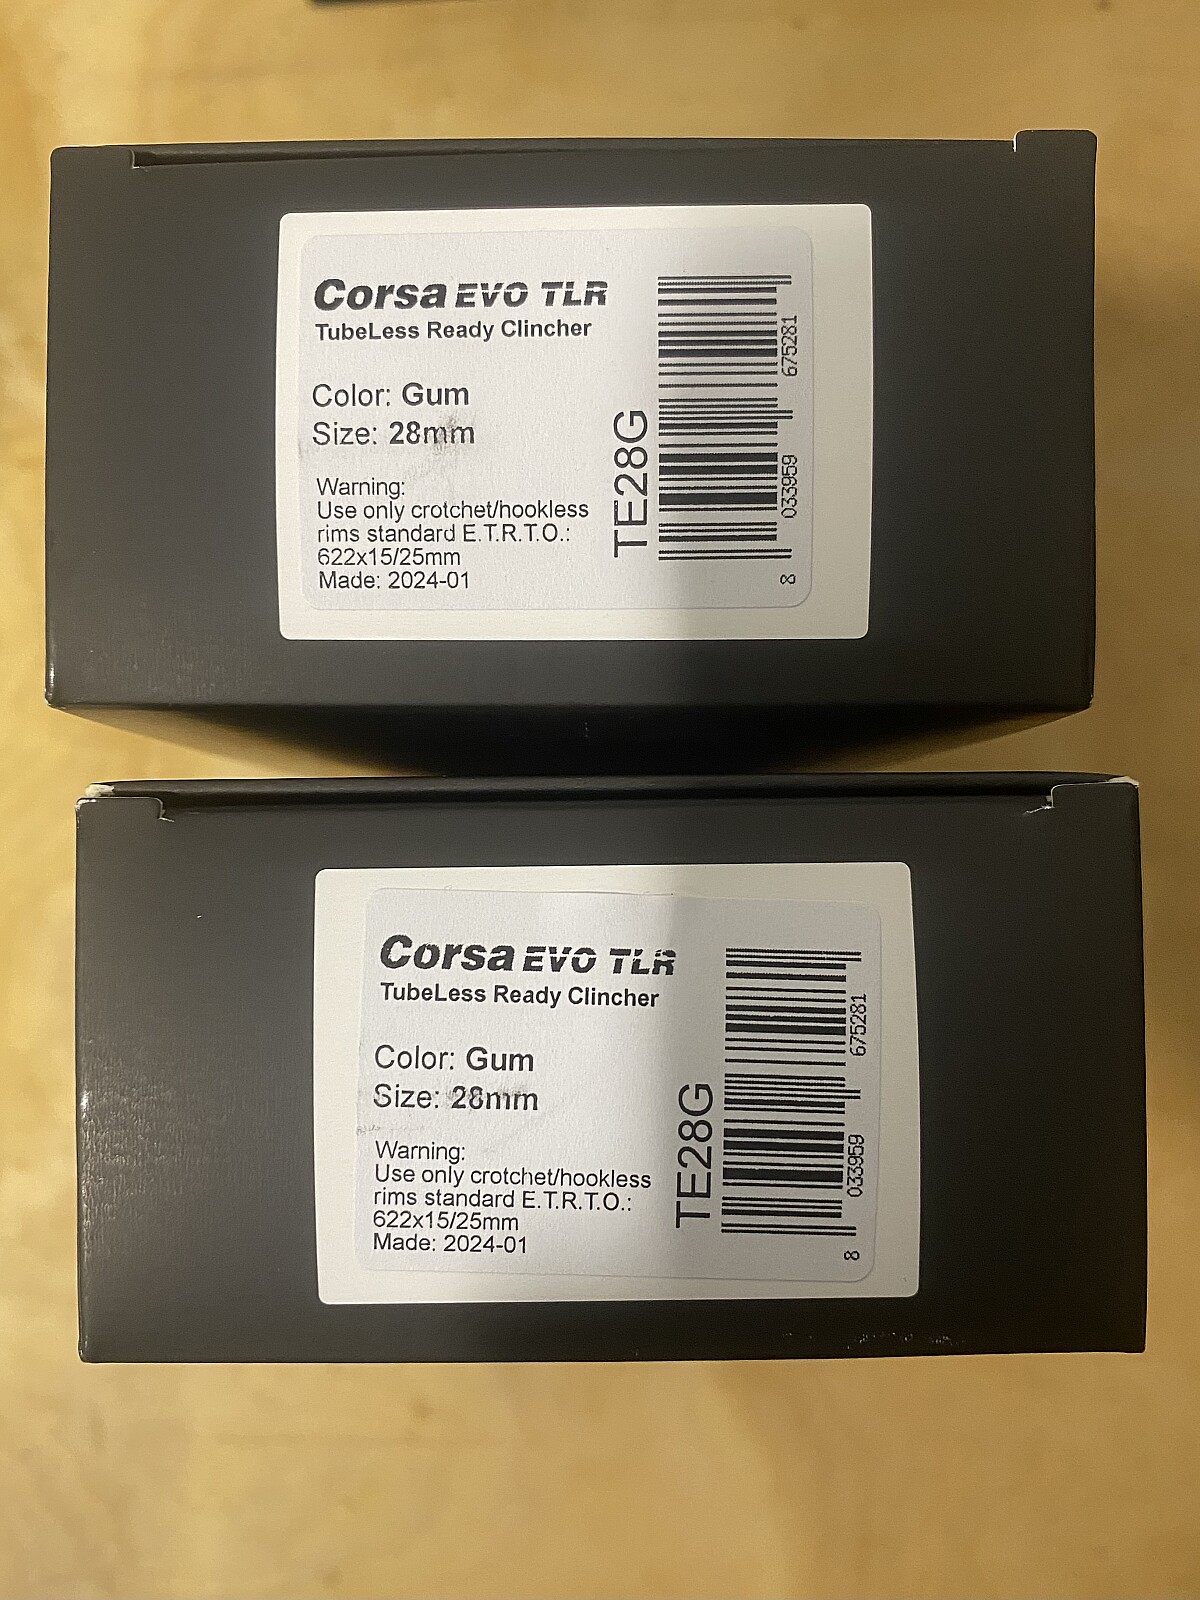 Corsa EVO TLR
TubeLess Ready Clincher
Color: Gum
Size: 28mm
Warning:
Use only crotchet/hookless
rims standard E.T.R.T.O.:
622x15/25mm
Made: 2024-01
TE28G
8 033959 675281
Corsa EVO TLR
TubeLess Ready Clincher
Color: Gum
Size: 28mm
Warning:
Use only crotchet/hookless
rims standard E.T.R.T.O.:
622x15/25mm
Made: 2024-01
TE28G
8 033959 675281